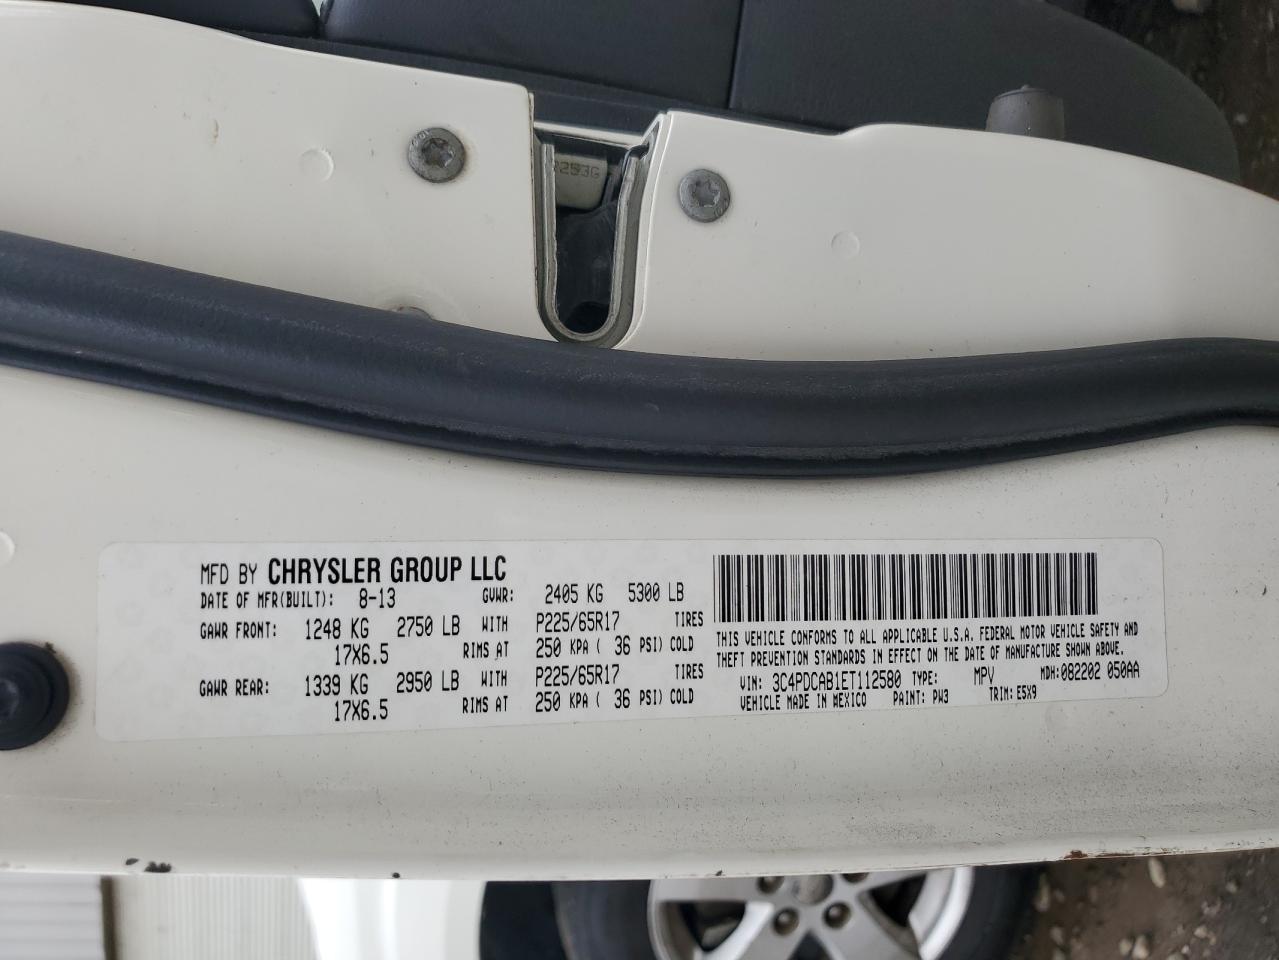 2253G
MFD BY CHRYSLER GROUP LLC
DATE OF MFR(BUILT): 8-13 GVWR: 2405 KG 5300 LB
GAWR FRONT: 1248 KG 2750 LB WITH P225/65R17 TIRES
17X6.5 RIMS AT 250 KPA ( 36 PSI) COLD
GAWR REAR: 1339 KG 2950 LB WITH P225/65R17 TIRES
17X6.5 RIMS AT 250 KPA ( 36 PSI) COLD
THIS VEHICLE CONFORMS TO ALL APPLICABLE U.S.A. FEDERAL MOTOR VEHICLE SAFETY AND
THEFT PREVENTION STANDARDS IN EFFECT ON THE DATE OF MANUFACTURE SHOWN ABOVE.
VIN: 3C4PDCAB1ET112580 TYPE: MPV MDH:082202 050AA
VEHICLE MADE IN MEXICO PAINT: PW3 TRIM: E5X9